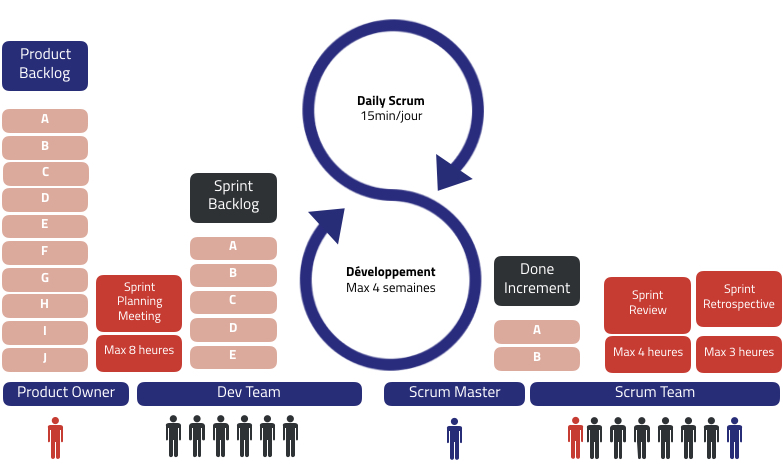 Product
Backlog
A
B
C
D
E
F
G
H
I
J
Sprint
Planning
Meeting
Max 8 heures
Sprint
Backlog
A
B
C
D
E
Daily Scrum
15min/jour
Développement
Max 4 semaines
Done
Increment
A
B
Sprint
Review
Max 4 heures
Sprint
Retrospective
Max 3 heures
Product Owner
Dev Team
Scrum Master
Scrum Team